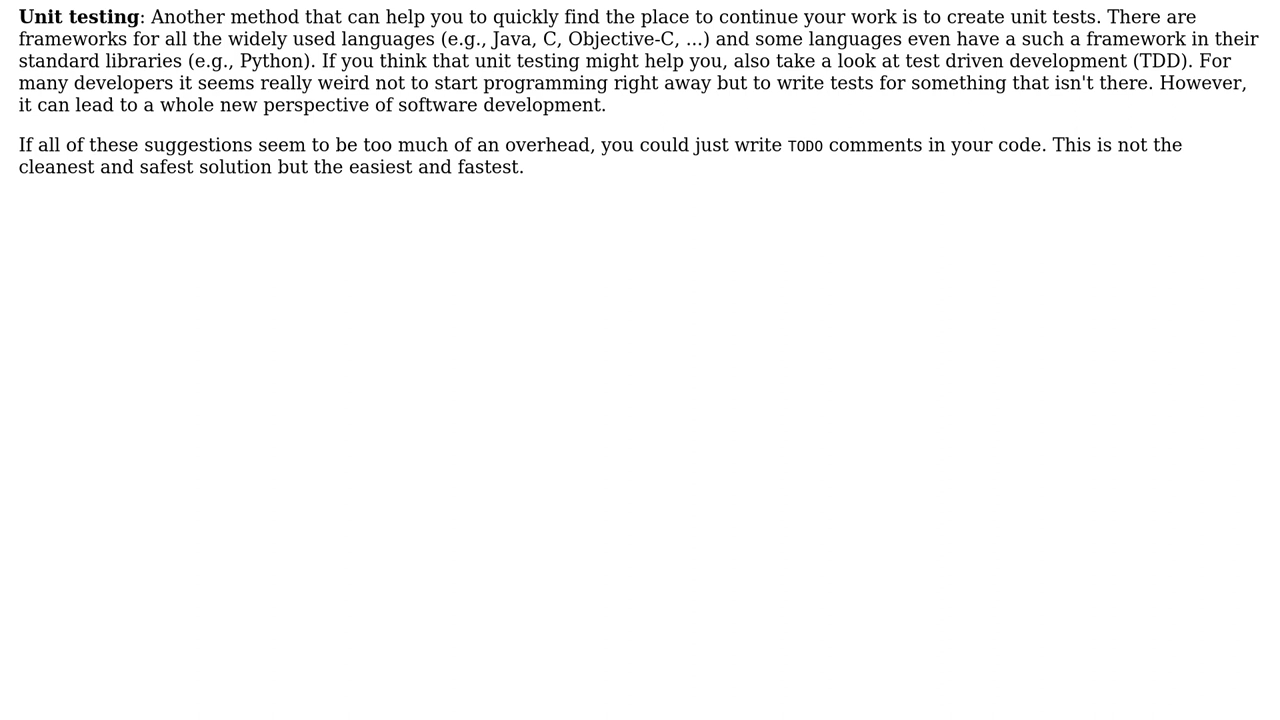 Unit testing: Another method that can help you to quickly find the place to continue your work is to create unit tests. There are
frameworks for all the widely used languages (e.g., Java, C, Objective-C, ...) and some languages even have a such a framework in their
standard libraries (e.g., Python). If you think that unit testing might help you, also take a look at test driven development (TDD). For
many developers it seems really weird not to start programming right away but to write tests for something that isn't there. However,
it can lead to a whole new perspective of software development.
If all of these suggestions seem to be too much of an overhead, you could just write TODO comments in your code. This is not the
cleanest and safest solution but the easiest and fastest.